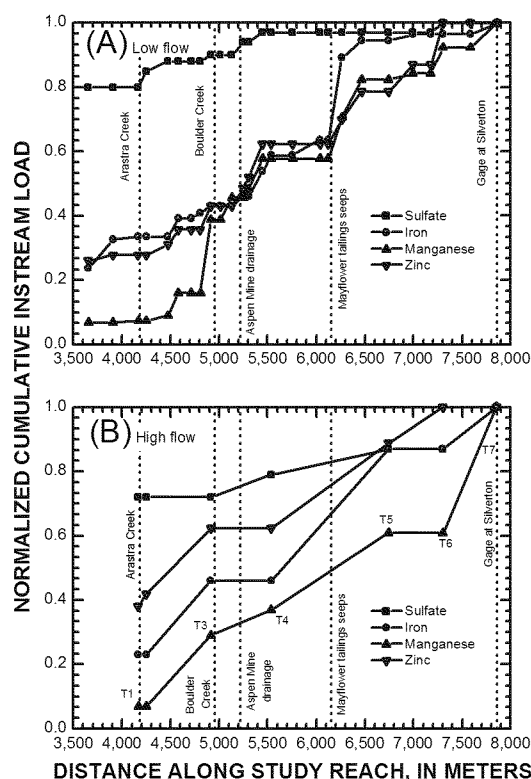 NORMALIZED CUMULATIVE INSTREAM LOAD
(A) Low flow
1.0
0.8
0.6
0.4
0.2
0.0
Arastra Creek
Boulder Creek
Aspen Mine drainage
Mayflower tailings seeps
Gage at Silverton
Sulfate
Iron
Manganese
Zinc
3,500 4,000 4,500 5,000 5,500 6,000 6,500 7,000 7,500 8,000
(B) High flow
1.0
0.8
0.6
0.4
0.2
0.0
Arastra Creek
Boulder
Creek
Aspen Mine
drainage
Mayflower tailings seeps
Gage at Silverton
T1
T3
T4
T5
T6
T7
Sulfate
Iron
Manganese
Zinc
3,500 4,000 4,500 5,000 5,500 6,000 6,500 7,000 7,500 8,000
DISTANCE ALONG STUDY REACH, IN METERS